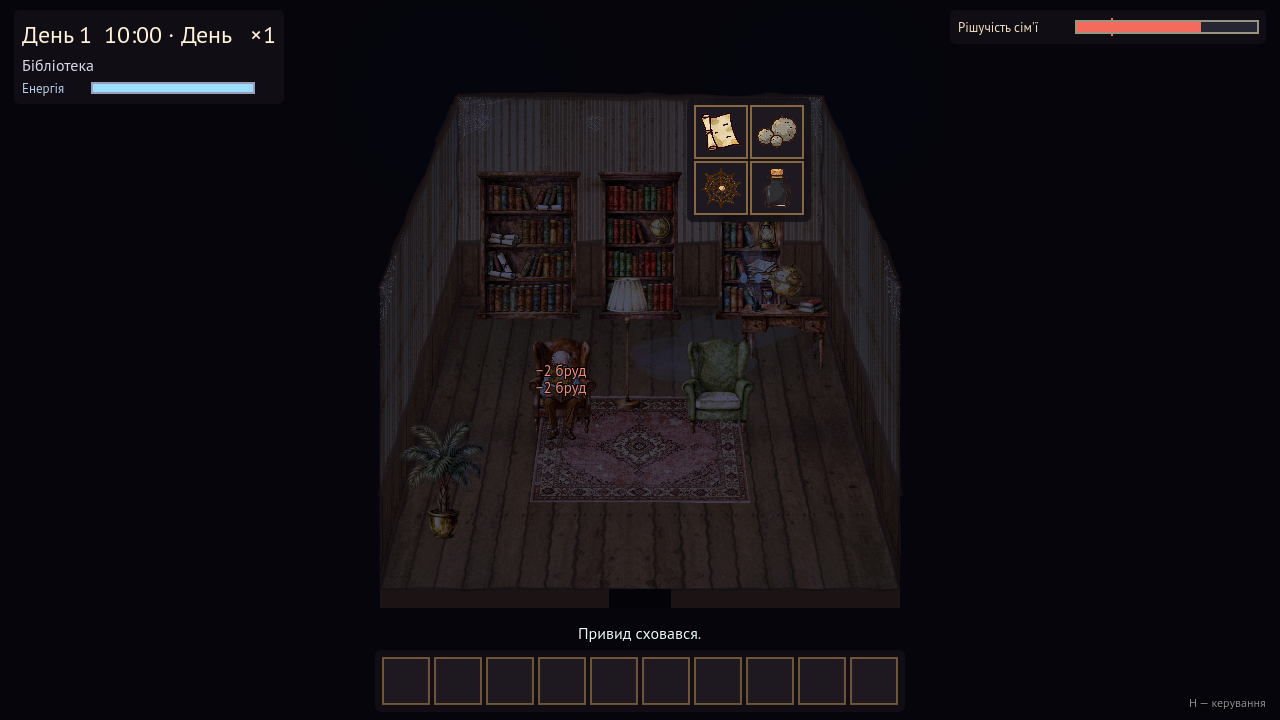 День 1 10:00 · День ×1
Бібліотека
Енергія
Рішучість сім'ї
−2 бруд
−2 бруд
Привид сховався.
H — керування